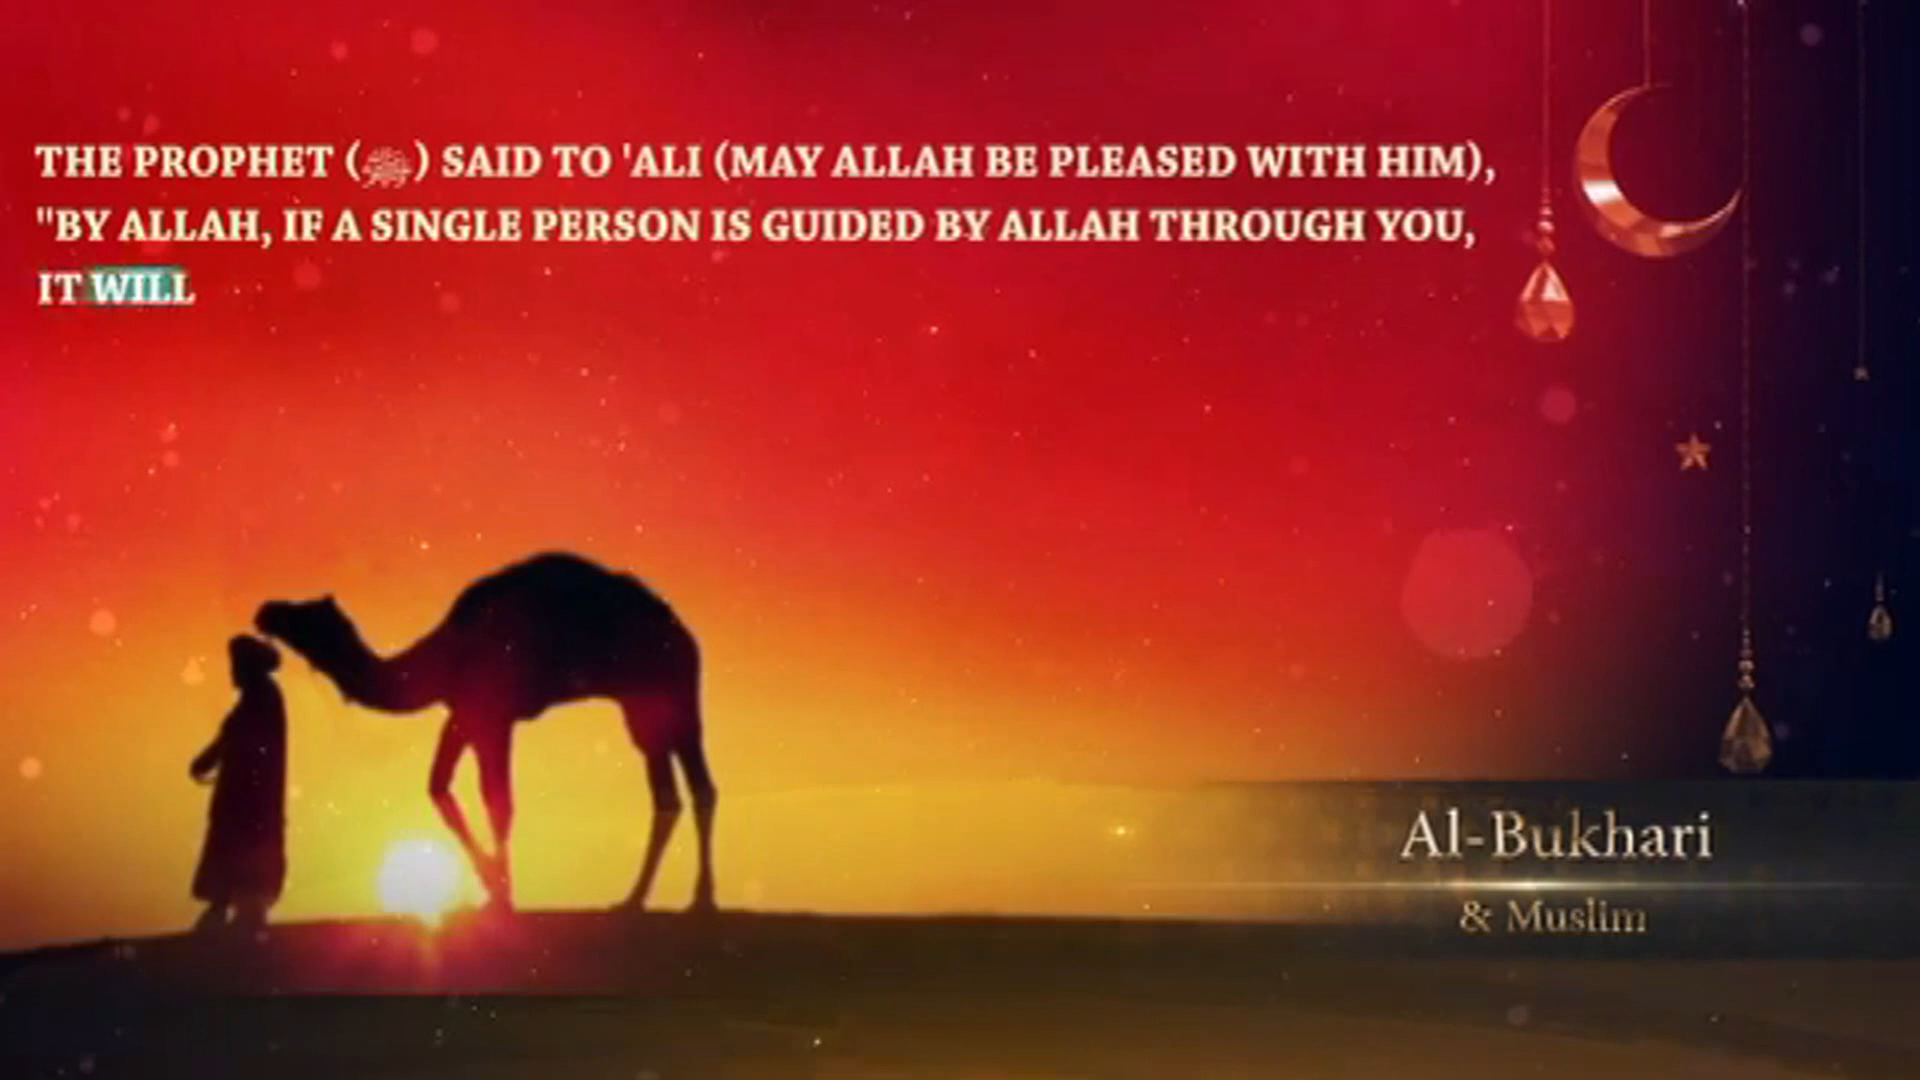 THE PROPHET (ﷺ) SAID TO 'ALI (MAY ALLAH BE PLEASED WITH HIM),
"BY ALLAH, IF A SINGLE PERSON IS GUIDED BY ALLAH THROUGH YOU,
IT WILL
Al-Bukhari
& Muslim